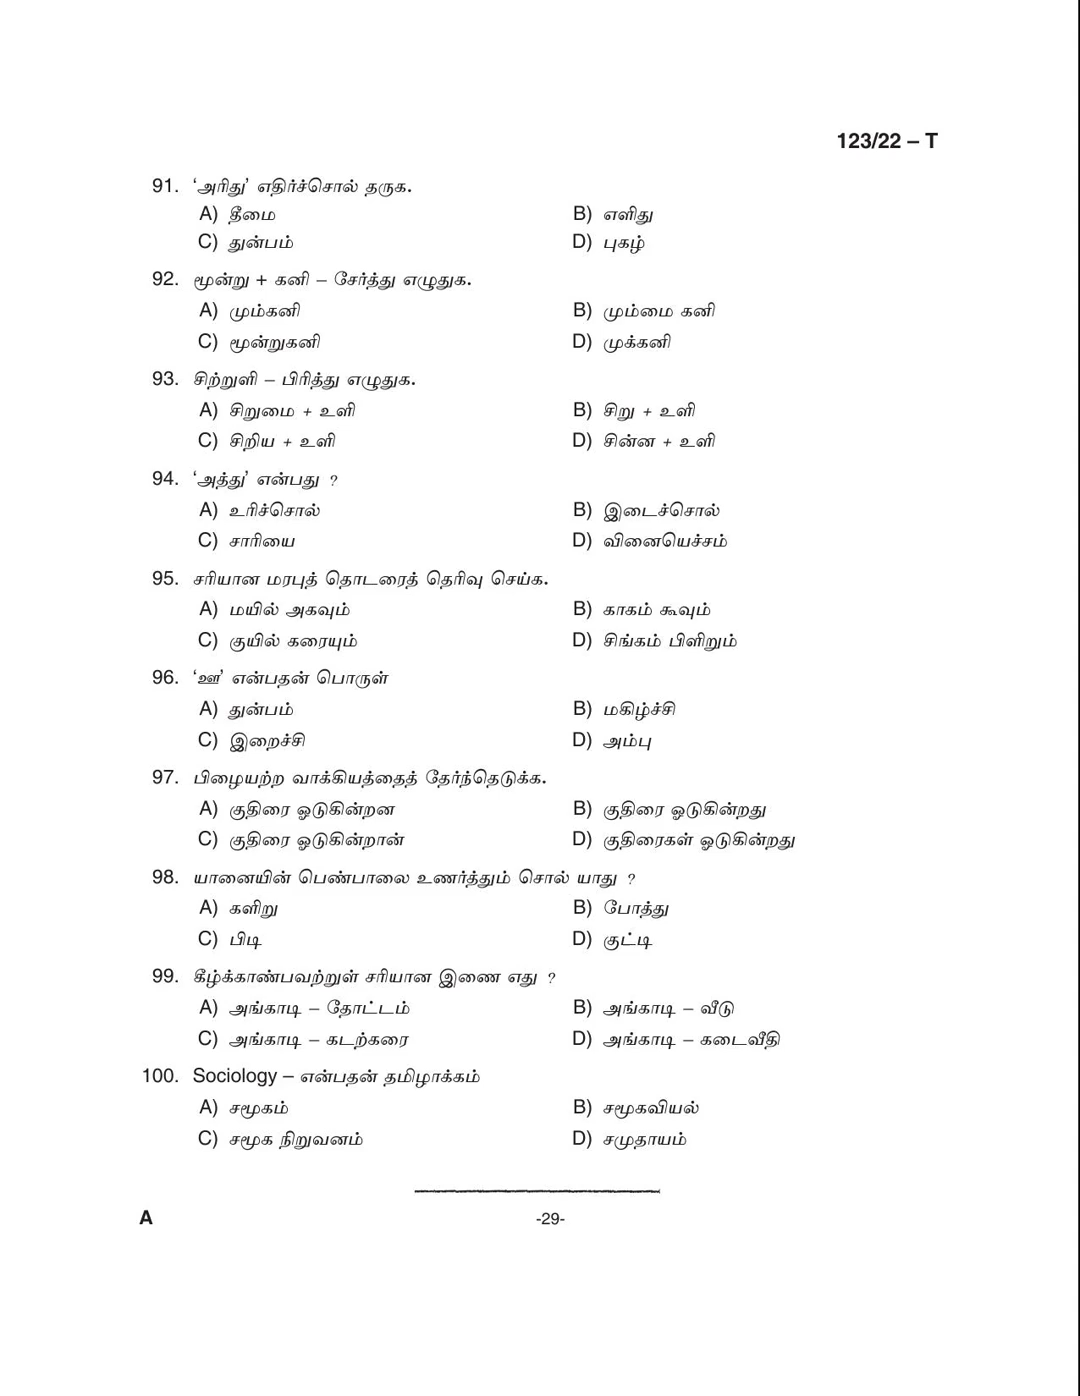 123/22 – T
91. ‘அரிது’ எதிர்ச்சொல் தருக.
A) தீமை B) எளிது
C) துன்பம் D) புகழ்
92. மூன்று + கனி – சேர்த்து எழுதுக.
A) மும்கனி B) மும்மை கனி
C) மூன்றுகனி D) முக்கனி
93. சிற்றுளி – பிரித்து எழுதுக.
A) சிறுமை + உளி B) சிறு + உளி
C) சிறிய + உளி D) சின்ன + உளி
94. ‘அத்து’ என்பது ?
A) உரிச்சொல் B) இடைச்சொல்
C) சாரியை D) வினையெச்சம்
95. சரியான மரபுத் தொடரைத் தெரிவு செய்க.
A) மயில் அகவும் B) காகம் கூவும்
C) குயில் கரையும் D) சிங்கம் பிளிறும்
96. ‘ஊ’ என்பதன் பொருள்
A) துன்பம் B) மகிழ்ச்சி
C) இறைச்சி D) அம்பு
97. பிழையற்ற வாக்கியத்தைத் தேர்ந்தெடுக்க.
A) குதிரை ஓடுகின்றன B) குதிரை ஓடுகின்றது
C) குதிரை ஓடுகின்றான் D) குதிரைகள் ஓடுகின்றது
98. யானையின் பெண்பாலை உணர்த்தும் சொல் யாது ?
A) களிறு B) போத்து
C) பிடி D) குட்டி
99. கீழ்க்காண்பவற்றுள் சரியான இணை எது ?
A) அங்காடி – தோட்டம் B) அங்காடி – வீடு
C) அங்காடி – கடற்கரை D) அங்காடி – கடைவீதி
100. Sociology – என்பதன் தமிழாக்கம்
A) சமூகம் B) சமூகவியல்
C) சமூக நிறுவனம் D) சமுதாயம்
A -29-